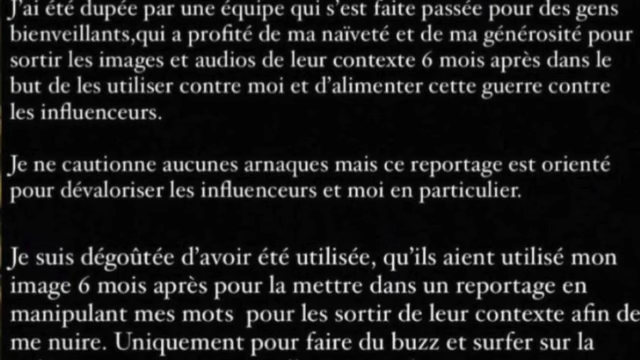 J'ai été dupée par une équipe qui s'est faite passée pour des gens
bienveillants,qui a profité de ma naïveté et de ma générosité pour
sortir les images et audios de leur contexte 6 mois après dans le
but de les utiliser contre moi et d'alimenter cette guerre contre
les influenceurs.
Je ne cautionne aucunes arnaques mais ce reportage est orienté
pour dévaloriser les influenceurs et moi en particulier.
Je suis dégoûtée d'avoir été utilisée, qu'ils aient utilisé mon
image 6 mois après pour la mettre dans un reportage en
manipulant mes mots pour les sortir de leur contexte afin de
me nuire. Uniquement pour faire du buzz et surfer sur la